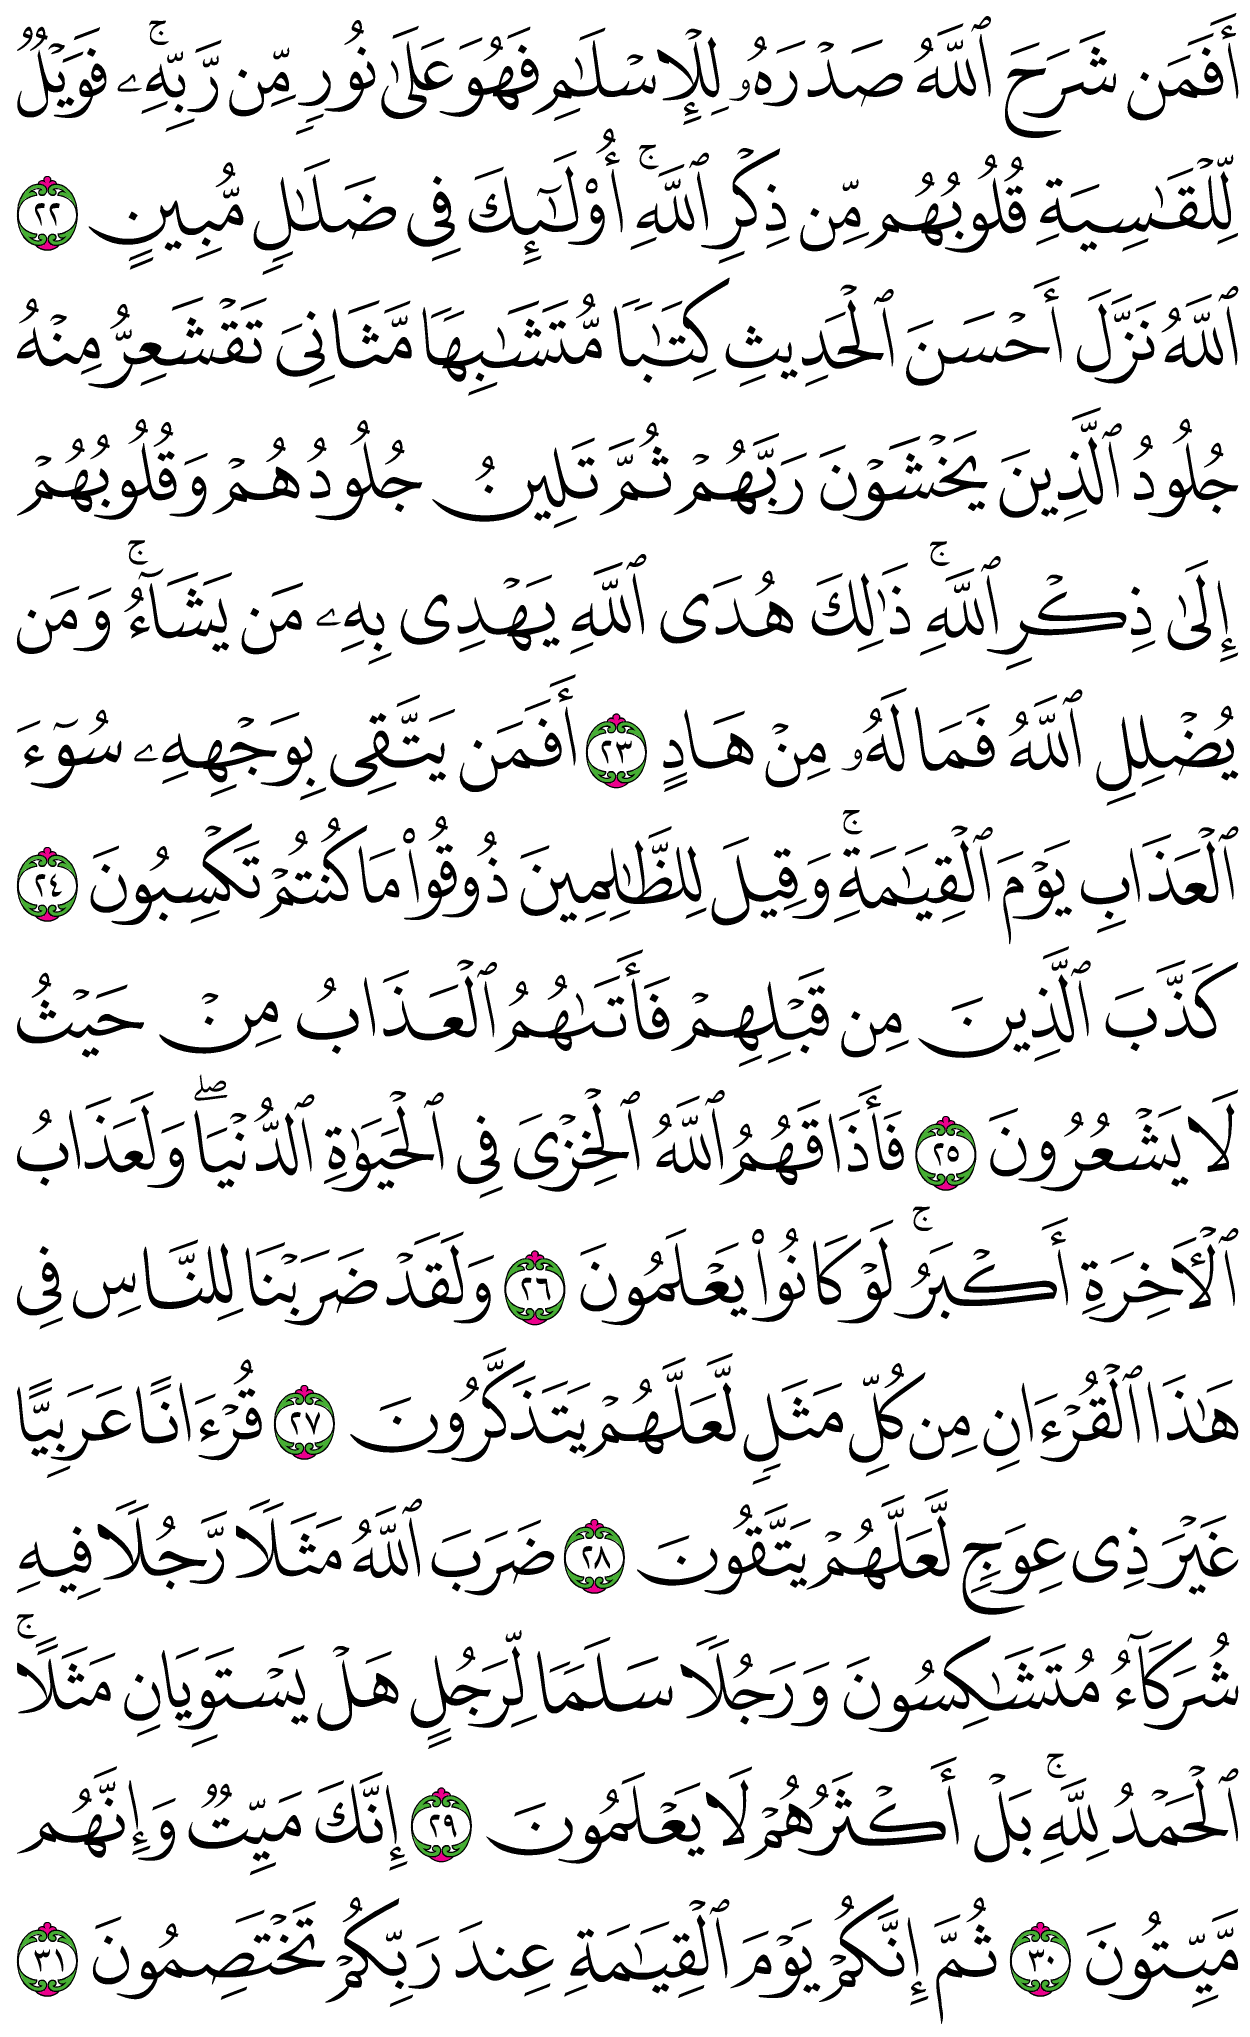 أَفَمَن شَرَحَ ٱللَّهُ صَدۡرَهُۥ لِلۡإِسۡلَٰمِ فَهُوَ عَلَىٰ نُورٖ مِّن رَّبِّهِۦۚ فَوَيۡلٞ
لِّلۡقَٰسِيَةِ قُلُوبُهُم مِّن ذِكۡرِ ٱللَّهِۚ أُوْلَٰٓئِكَ فِي ضَلَٰلٖ مُّبِينٍ ٢٢
ٱللَّهُ نَزَّلَ أَحۡسَنَ ٱلۡحَدِيثِ كِتَٰبٗا مُّتَشَٰبِهٗا مَّثَانِيَ تَقۡشَعِرُّ مِنۡهُ
جُلُودُ ٱلَّذِينَ يَخۡشَوۡنَ رَبَّهُمۡ ثُمَّ تَلِينُ جُلُودُهُمۡ وَقُلُوبُهُمۡ
إِلَىٰ ذِكۡرِ ٱللَّهِۚ ذَٰلِكَ هُدَى ٱللَّهِ يَهۡدِي بِهِۦ مَن يَشَآءُۚ وَمَن
يُضۡلِلِ ٱللَّهُ فَمَا لَهُۥ مِنۡ هَادٍ ٢٣ أَفَمَن يَتَّقِي بِوَجۡهِهِۦ سُوٓءَ
ٱلۡعَذَابِ يَوۡمَ ٱلۡقِيَٰمَةِۚ وَقِيلَ لِلظَّٰلِمِينَ ذُوقُواْ مَا كُنتُمۡ تَكۡسِبُونَ ٢٤
كَذَّبَ ٱلَّذِينَ مِن قَبۡلِهِمۡ فَأَتَىٰهُمُ ٱلۡعَذَابُ مِنۡ حَيۡثُ
لَا يَشۡعُرُونَ ٢٥ فَأَذَاقَهُمُ ٱللَّهُ ٱلۡخِزۡيَ فِي ٱلۡحَيَوٰةِ ٱلدُّنۡيَاۖ وَلَعَذَابُ
ٱلۡأٓخِرَةِ أَكۡبَرُۚ لَوۡ كَانُواْ يَعۡلَمُونَ ٢٦ وَلَقَدۡ ضَرَبۡنَا لِلنَّاسِ فِي
هَٰذَا ٱلۡقُرۡءَانِ مِن كُلِّ مَثَلٖ لَّعَلَّهُمۡ يَتَذَكَّرُونَ ٢٧ قُرۡءَانًا عَرَبِيًّا
غَيۡرَ ذِي عِوَجٖ لَّعَلَّهُمۡ يَتَّقُونَ ٢٨ ضَرَبَ ٱللَّهُ مَثَلٗا رَّجُلٗا فِيهِ
شُرَكَآءُ مُتَشَٰكِسُونَ وَرَجُلٗا سَلَمٗا لِّرَجُلٍ هَلۡ يَسۡتَوِيَانِ مَثَلًاۚ
ٱلۡحَمۡدُ لِلَّهِۚ بَلۡ أَكۡثَرُهُمۡ لَا يَعۡلَمُونَ ٢٩ إِنَّكَ مَيِّتٞ وَإِنَّهُم
مَّيِّتُونَ ٣٠ ثُمَّ إِنَّكُمۡ يَوۡمَ ٱلۡقِيَٰمَةِ عِندَ رَبِّكُمۡ تَخۡتَصِمُونَ ٣١